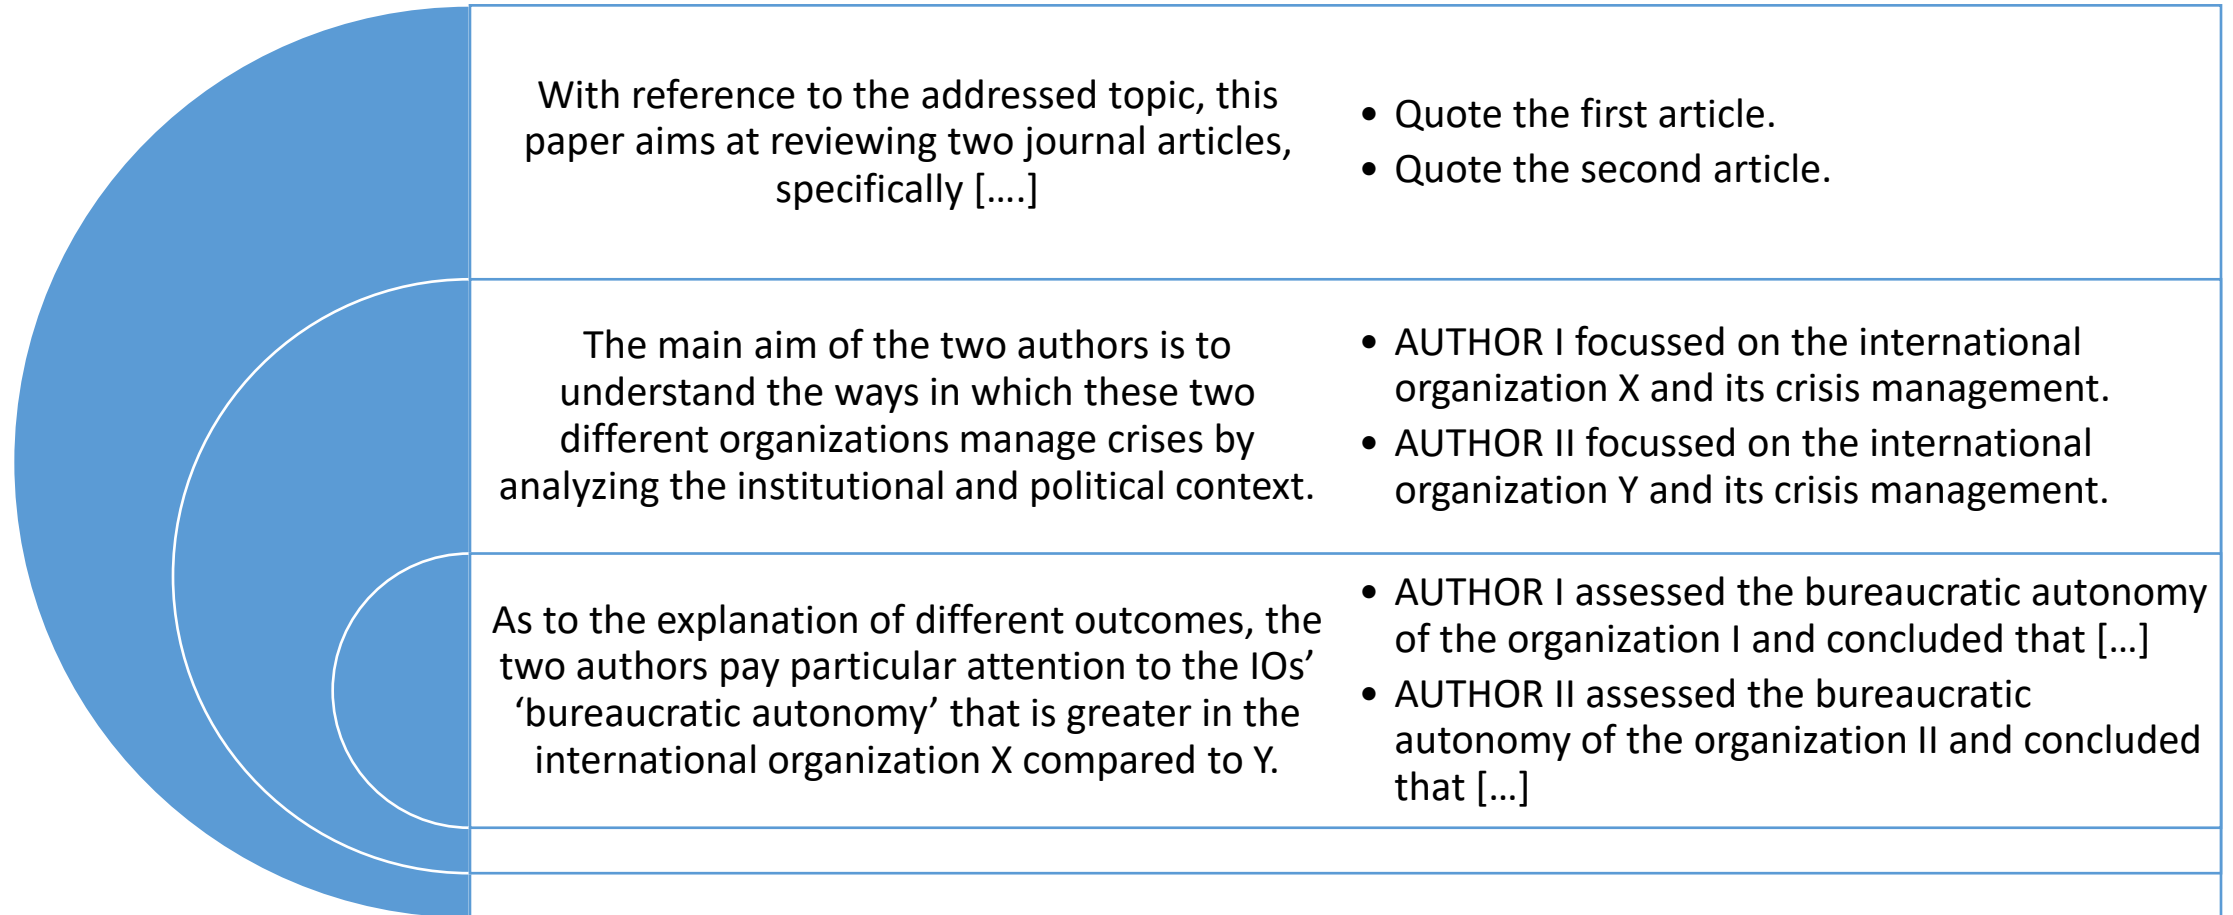 With reference to the addressed topic, this
paper aims at reviewing two journal articles,
specifically [....]
• Quote the first article.
• Quote the second article.
The main aim of the two authors is to
understand the ways in which these two
different organizations manage crises by
analyzing the institutional and political context.
• AUTHOR I focussed on the international
organization X and its crisis management.
• AUTHOR II focussed on the international
organization Y and its crisis management.
As to the explanation of different outcomes, the
two authors pay particular attention to the IOs’
‘bureaucratic autonomy’ that is greater in the
international organization X compared to Y.
• AUTHOR I assessed the bureaucratic autonomy
of the organization I and concluded that [...]
• AUTHOR II assessed the bureaucratic
autonomy of the organization II and concluded
that [...]